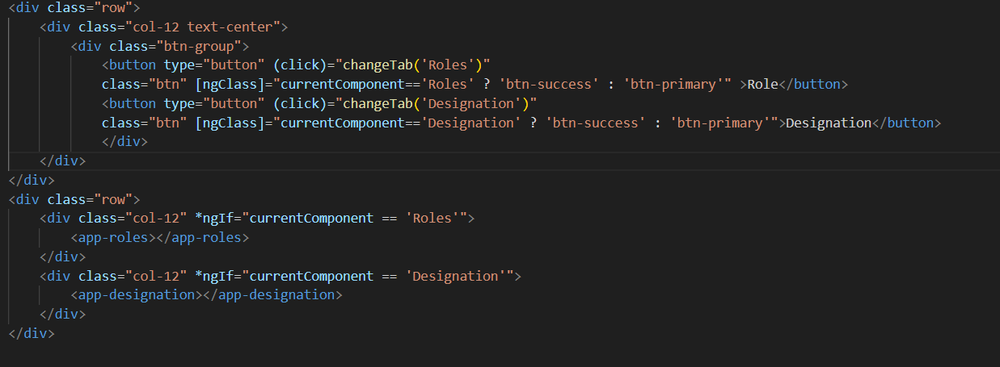 <div class="row">
    <div class="col-12 text-center">
        <div class="btn-group">
            <button type="button" (click)="changeTab('Roles')"
            class="btn" [ngClass]="currentComponent=='Roles' ? 'btn-success' : 'btn-primary'" >Role</button>
            <button type="button" (click)="changeTab('Designation')"
            class="btn" [ngClass]="currentComponent=='Designation' ? 'btn-success' : 'btn-primary'">Designation</button>
            </div>
    </div>
</div>
<div class="row">
    <div class="col-12" *ngIf="currentComponent == 'Roles'">
        <app-roles></app-roles>
    </div>
    <div class="col-12" *ngIf="currentComponent == 'Designation'">
        <app-designation></app-designation>
    </div>
</div>